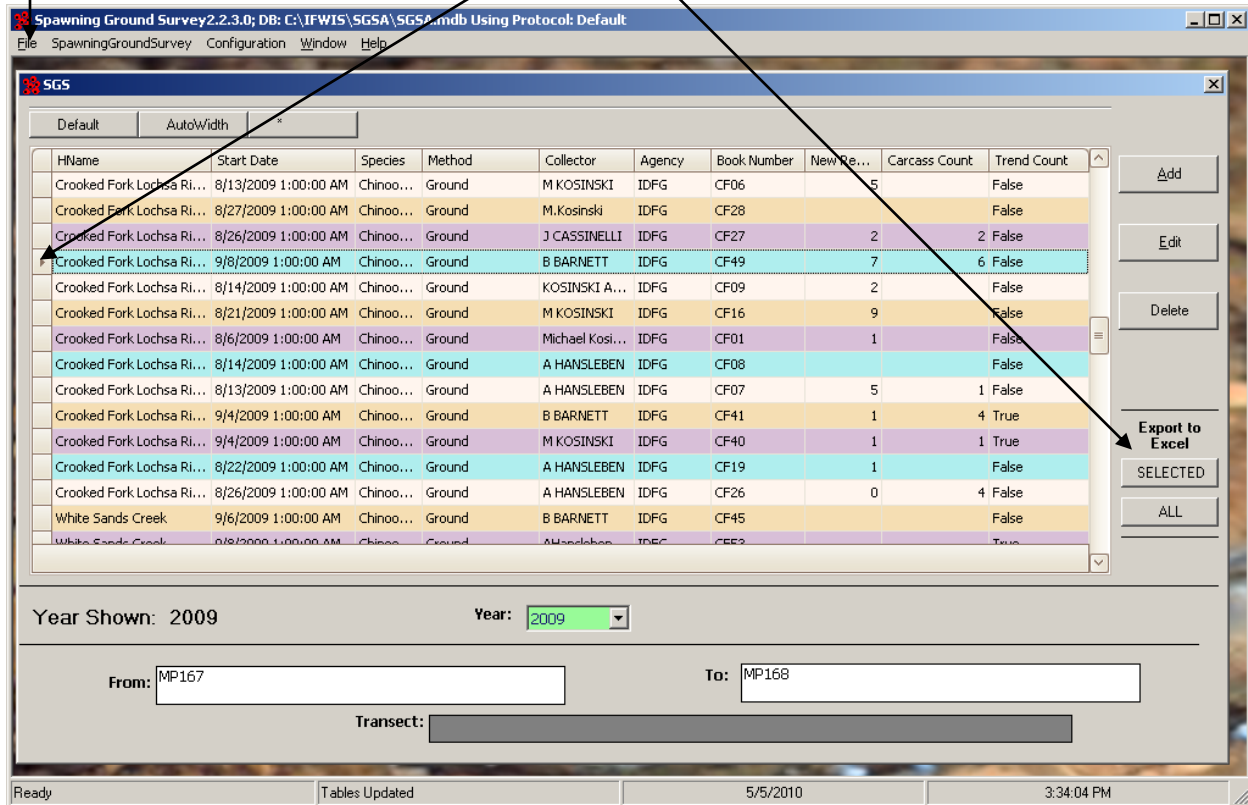 Spawning Ground Survey2.2.3.0; DB: C:\IFWIS\SGSA\SGSA.mdb Using Protocol: Default
File SpawningGroundSurvey Configuration Window Help
SGS
Default AutoWidth *
HName Start Date Species Method Collector Agency Book Number New Re... Carcass Count Trend Count
Crooked Fork Lochsa Ri... 8/13/2009 1:00:00 AM Chinoo... Ground M KOSINSKI IDFG CF06 5 False
Crooked Fork Lochsa Ri... 8/27/2009 1:00:00 AM Chinoo... Ground M.Kosinski IDFG CF28 False
Crooked Fork Lochsa Ri... 8/26/2009 1:00:00 AM Chinoo... Ground J CASSINELLI IDFG CF27 2 2 False
Crooked Fork Lochsa Ri... 9/8/2009 1:00:00 AM Chinoo... Ground B BARNETT IDFG CF49 7 6 False
Crooked Fork Lochsa Ri... 8/14/2009 1:00:00 AM Chinoo... Ground KOSINSKI A... IDFG CF09 2 False
Crooked Fork Lochsa Ri... 8/21/2009 1:00:00 AM Chinoo... Ground M KOSINSKI IDFG CF16 9 False
Crooked Fork Lochsa Ri... 8/6/2009 1:00:00 AM Chinoo... Ground Michael Kosi... IDFG CF01 1 False
Crooked Fork Lochsa Ri... 8/14/2009 1:00:00 AM Chinoo... Ground A HANSLEBEN IDFG CF08 False
Crooked Fork Lochsa Ri... 8/13/2009 1:00:00 AM Chinoo... Ground A HANSLEBEN IDFG CF07 5 1 False
Crooked Fork Lochsa Ri... 9/4/2009 1:00:00 AM Chinoo... Ground B BARNETT IDFG CF41 1 4 True
Crooked Fork Lochsa Ri... 9/4/2009 1:00:00 AM Chinoo... Ground M KOSINSKI IDFG CF40 1 1 True
Crooked Fork Lochsa Ri... 8/22/2009 1:00:00 AM Chinoo... Ground A HANSLEBEN IDFG CF19 1 False
Crooked Fork Lochsa Ri... 8/26/2009 1:00:00 AM Chinoo... Ground A HANSLEBEN IDFG CF26 0 4 False
White Sands Creek 9/6/2009 1:00:00 AM Chinoo... Ground B BARNETT IDFG CF45 False
White Sands Creek 9/8/2009 1:00:00 AM Chinoo... Ground AHansleben IDFG CF53 True
Add
Edit
Delete
Export to
Excel
SELECTED
ALL
Year Shown: 2009 Year: 2009
From: MP167 To: MP168
Transect:
Ready Tables Updated 5/5/2010 3:34:04 PM